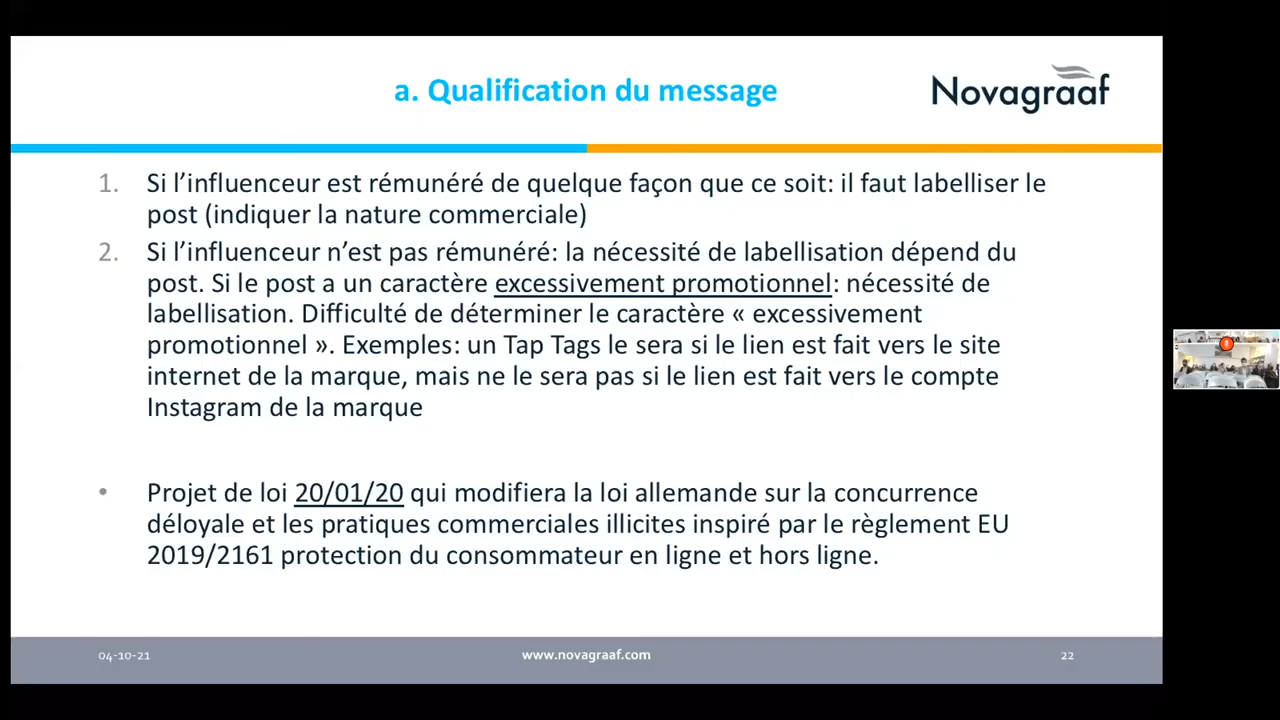 a. Qualification du message
Novagraaf
1. Si l’influenceur est rémunéré de quelque façon que ce soit: il faut labelliser le
post (indiquer la nature commerciale)
2. Si l’influenceur n’est pas rémunéré: la nécessité de labellisation dépend du
post. Si le post a un caractère excessivement promotionnel: nécessité de
labellisation. Difficulté de déterminer le caractère « excessivement
promotionnel ». Exemples: un Tap Tags le sera si le lien est fait vers le site
internet de la marque, mais ne le sera pas si le lien est fait vers le compte
Instagram de la marque
• Projet de loi 20/01/20 qui modifiera la loi allemande sur la concurrence
déloyale et les pratiques commerciales illicites inspiré par le règlement EU
2019/2161 protection du consommateur en ligne et hors ligne.
04-10-21
www.novagraaf.com
22